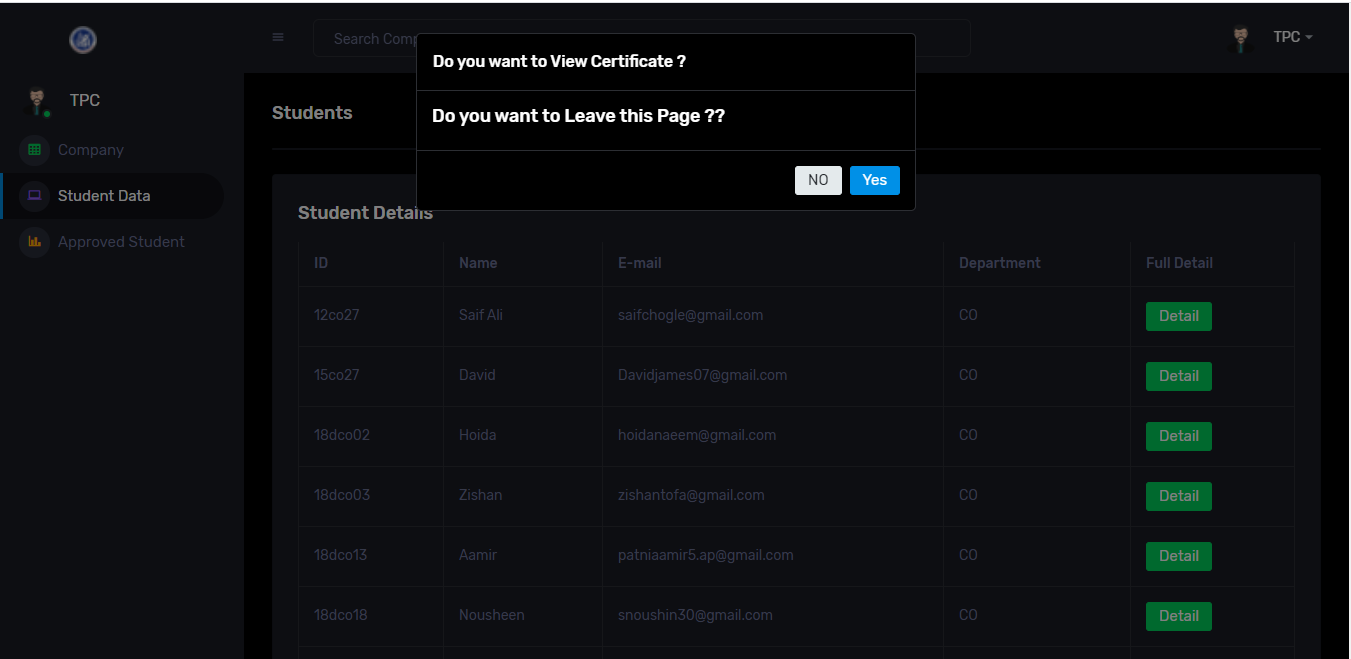 Search Comp
TPC
TPC
Company
Student Data
Approved Student
Do you want to View Certificate ?
Do you want to Leave this Page ??
NO Yes
Students
Student Details
ID Name E-mail Department Full Detail
12co27 Saif Ali saifchogle@gmail.com CO Detail
15co27 David Davidjames07@gmail.com CO Detail
18dco02 Hoida hoidanaeem@gmail.com CO Detail
18dco03 Zishan zishantofa@gmail.com CO Detail
18dco13 Aamir patniaamir5.ap@gmail.com CO Detail
18dco18 Nousheen snoushin30@gmail.com CO Detail